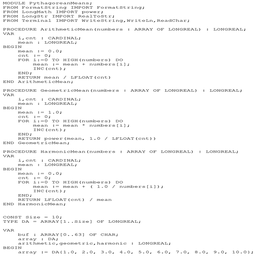 MODULE PythagoreanMeans;
FROM FormatString IMPORT FormatString;
FROM LongMath IMPORT power;
FROM LongStr IMPORT RealToStr;
FROM Terminal IMPORT WriteString,WriteLn,ReadChar;
PROCEDURE ArithmeticMean(numbers : ARRAY OF LONGREAL) : LONGREAL;
VAR
i,cnt : CARDINAL;
mean : LONGREAL;
BEGIN
mean := 0.0;
cnt := 0;
FOR i:=0 TO HIGH(numbers) DO
mean := mean + numbers[i];
INC(cnt);
END;
RETURN mean / LFLOAT(cnt)
END ArithmeticMean;
PROCEDURE GeometricMean(numbers : ARRAY OF LONGREAL) : LONGREAL;
VAR
i,cnt : CARDINAL;
mean : LONGREAL;
BEGIN
mean := 1.0;
cnt := 0;
FOR i:=0 TO HIGH(numbers) DO
mean := mean * numbers[i];
INC(cnt);
END;
RETURN power(mean, 1.0 / LFLOAT(cnt))
END GeometricMean;
PROCEDURE HarmonicMean(numbers : ARRAY OF LONGREAL) : LONGREAL;
VAR
i,cnt : CARDINAL;
mean : LONGREAL;
BEGIN
mean := 0.0;
cnt := 0;
FOR i:=0 TO HIGH(numbers) DO
mean := mean + ( 1.0 / numbers[i]);
INC(cnt);
END;
RETURN LFLOAT(cnt) / mean
END HarmonicMean;
CONST Size = 10;
TYPE DA = ARRAY[1..Size] OF LONGREAL;
VAR
buf : ARRAY[0..63] OF CHAR;
array : DA;
arithmetic,geometric,harmonic : LONGREAL;
BEGIN
array := DA{1.0, 2.0, 3.0, 4.0, 5.0, 6.0, 7.0, 8.0, 9.0, 10.0};